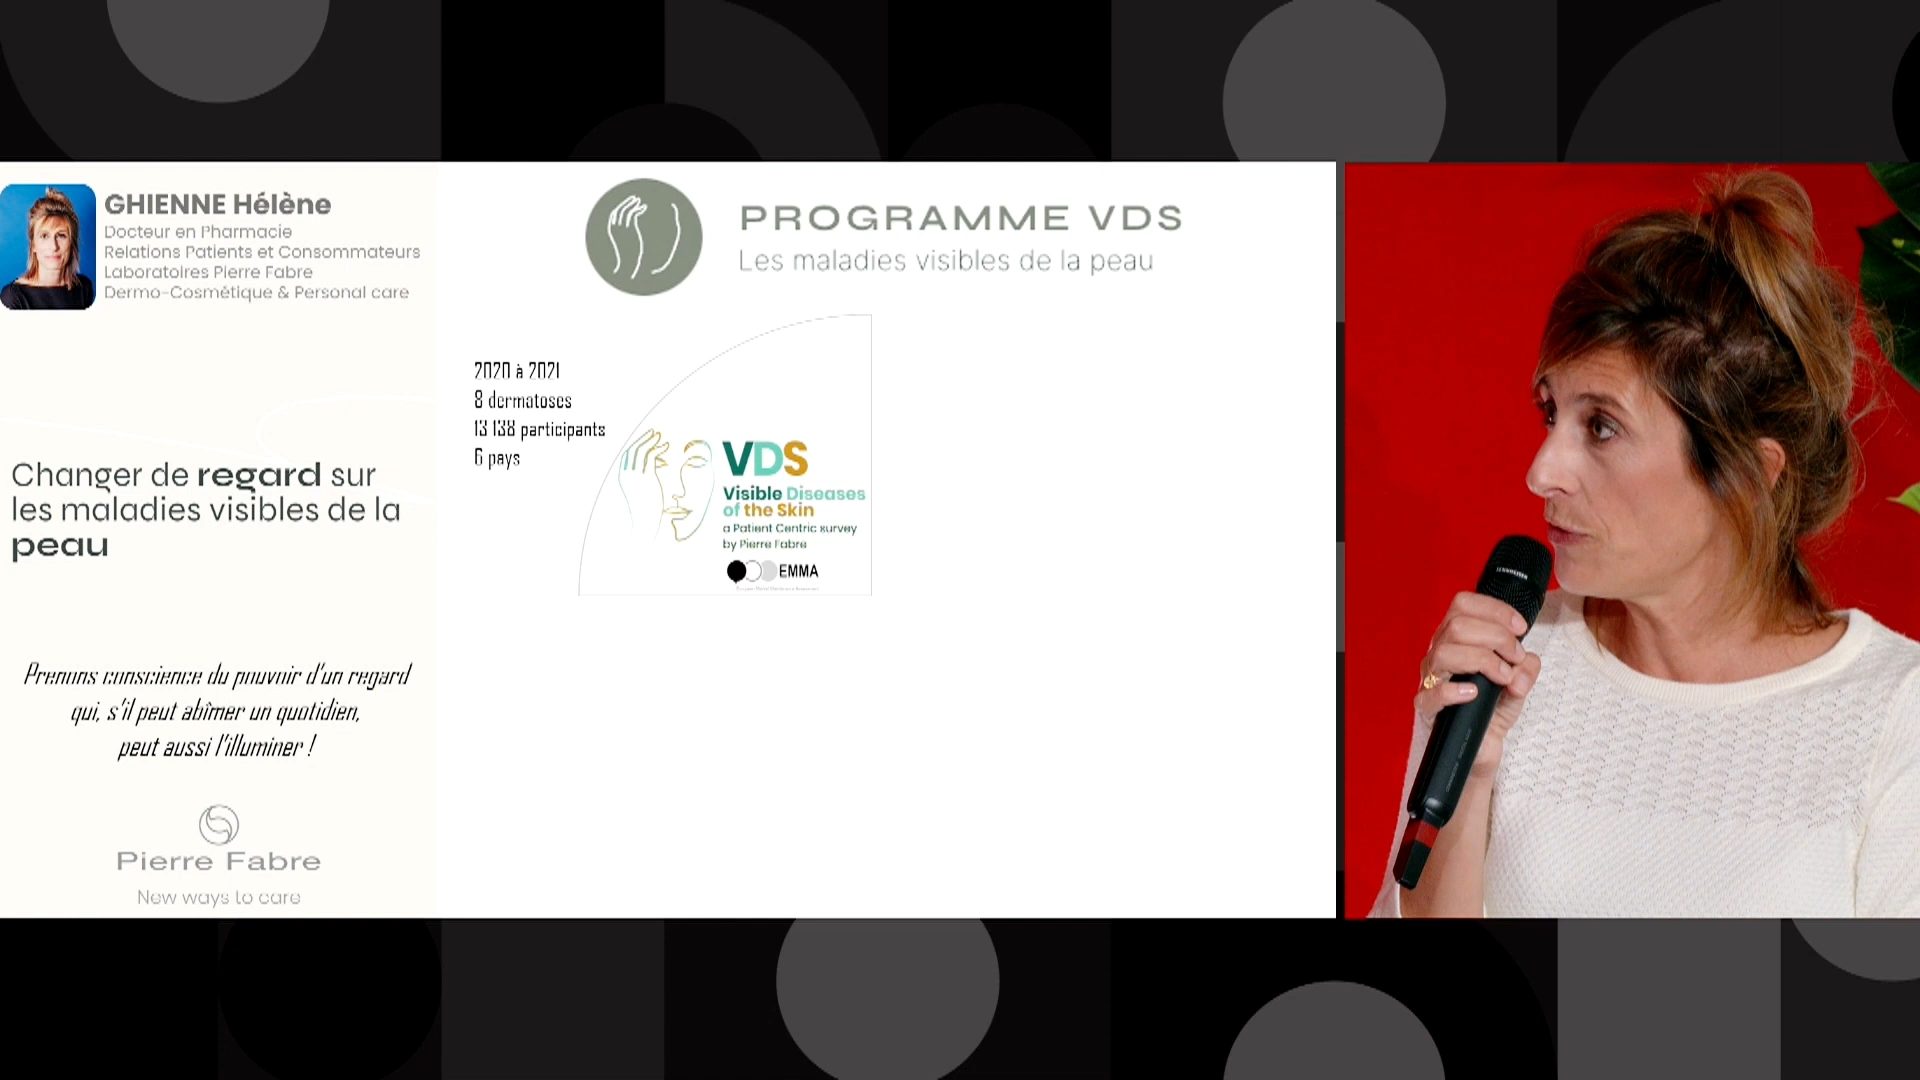 GHIENNE Hélène
Docteur en Pharmacie
Relations Patients et Consommateurs
Laboratoires Pierre Fabre
Dermo-Cosmétique & Personal care
Changer de regard sur
les maladies visibles de la
peau
Prenons conscience du pouvoir d'un regard
qui, s'il peut abîmer un quotidien,
peut aussi l'illuminer !
Pierre Fabre
New ways to care
PROGRAMME VDS
Les maladies visibles de la peau
2020 à 2021
8 dermatoses
13 138 participants
6 pays
VDS
Visible Diseases
of the Skin
a Patient Centric survey
by Pierre Fabre
EMMA
SENNHEISER